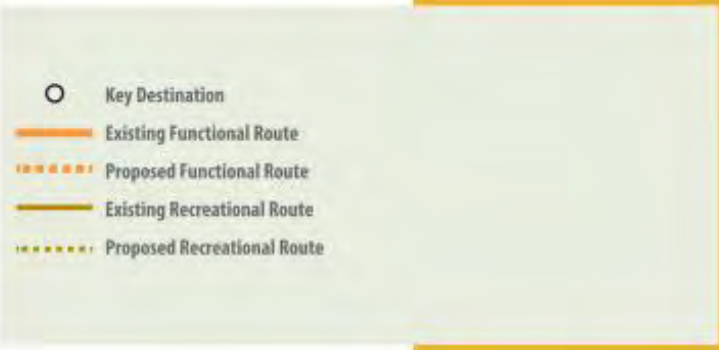 Key Destination
Existing Functional Route
Proposed Functional Route
Existing Recreational Route
Proposed Recreational Route